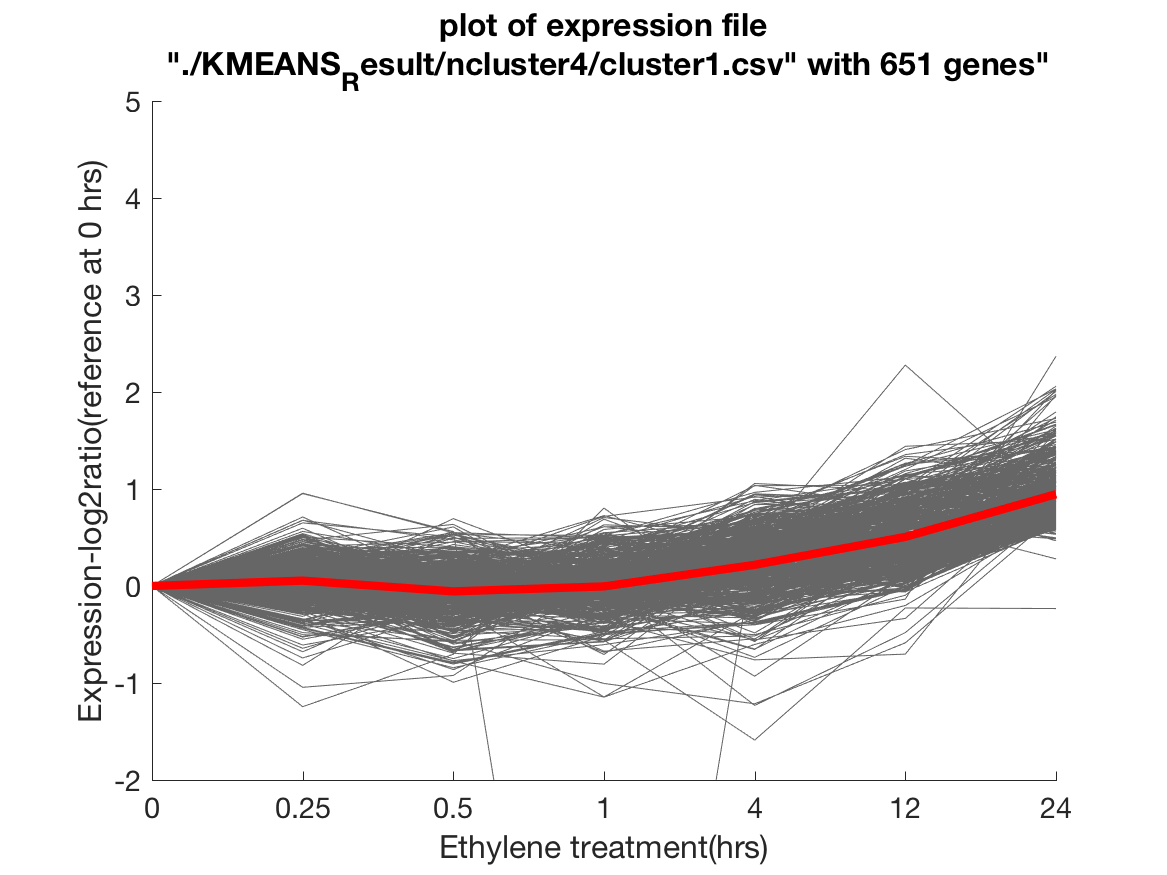 plot of expression file
"./KMEANS_Result/ncluster4/cluster1.csv" with 651 genes"
Expression-log2ratio(reference at 0 hrs)
5
4
3
2
1
0
-1
-2
0 0.25 0.5 1 4 12 24
Ethylene treatment(hrs)